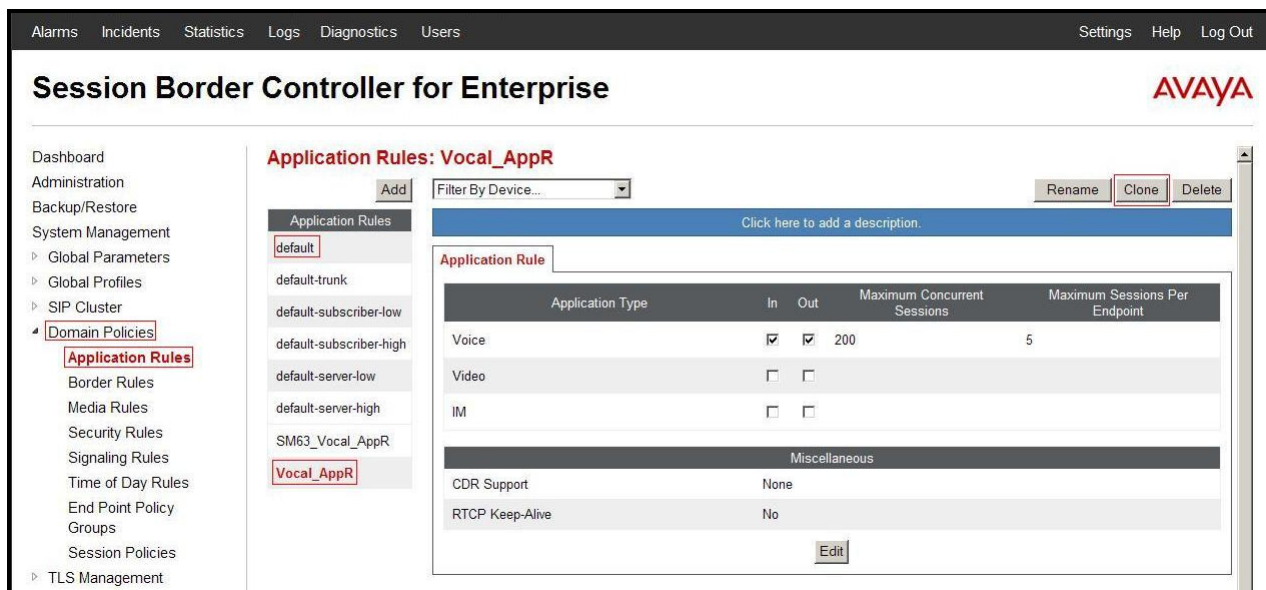 Alarms Incidents Statistics Logs Diagnostics Users Settings Help Log Out
Session Border Controller for Enterprise
AVAYA
Dashboard
Administration
Backup/Restore
System Management
Global Parameters
Global Profiles
SIP Cluster
Domain Policies
Application Rules
Border Rules
Media Rules
Security Rules
Signaling Rules
Time of Day Rules
End Point Policy
Groups
Session Policies
TLS Management
Application Rules: Vocal_AppR
Add
Filter By Device...
Rename Clone Delete
Application Rules
default
default-trunk
default-subscriber-low
default-subscriber-high
default-server-low
default-server-high
SM63_Vocal_AppR
Vocal_AppR
Click here to add a description.
Application Rule
Application Type In Out Maximum Concurrent Sessions Maximum Sessions Per Endpoint
Voice 200 5
Video
IM
Miscellaneous
CDR Support None
RTCP Keep-Alive No
Edit